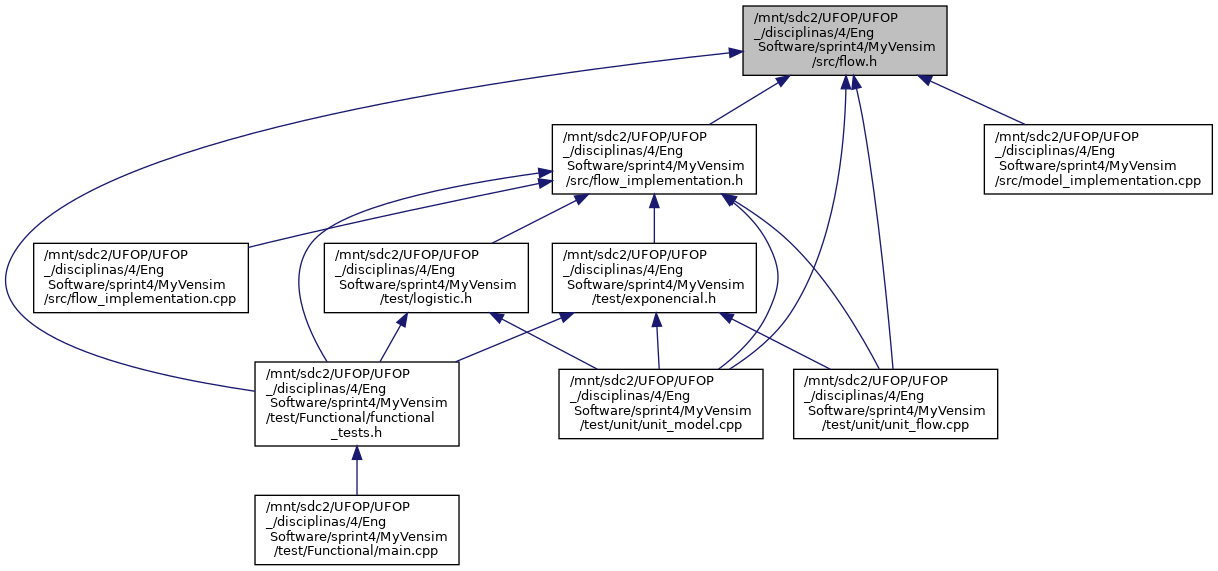 /mnt/sdc2/UFOP/UFOP
_/disciplinas/4/Eng
Software/sprint4/MyVensim
/src/flow.h
/mnt/sdc2/UFOP/UFOP
_/disciplinas/4/Eng
Software/sprint4/MyVensim
/src/flow_implementation.h
/mnt/sdc2/UFOP/UFOP
_/disciplinas/4/Eng
Software/sprint4/MyVensim
/src/model_implementation.cpp
/mnt/sdc2/UFOP/UFOP
_/disciplinas/4/Eng
Software/sprint4/MyVensim
/src/flow_implementation.cpp
/mnt/sdc2/UFOP/UFOP
_/disciplinas/4/Eng
Software/sprint4/MyVensim
/test/logistic.h
/mnt/sdc2/UFOP/UFOP
_/disciplinas/4/Eng
Software/sprint4/MyVensim
/test/exponencial.h
/mnt/sdc2/UFOP/UFOP
_/disciplinas/4/Eng
Software/sprint4/MyVensim
/test/Functional/functional
_tests.h
/mnt/sdc2/UFOP/UFOP
_/disciplinas/4/Eng
Software/sprint4/MyVensim
/test/unit/unit_model.cpp
/mnt/sdc2/UFOP/UFOP
_/disciplinas/4/Eng
Software/sprint4/MyVensim
/test/unit/unit_flow.cpp
/mnt/sdc2/UFOP/UFOP
_/disciplinas/4/Eng
Software/sprint4/MyVensim
/test/Functional/main.cpp